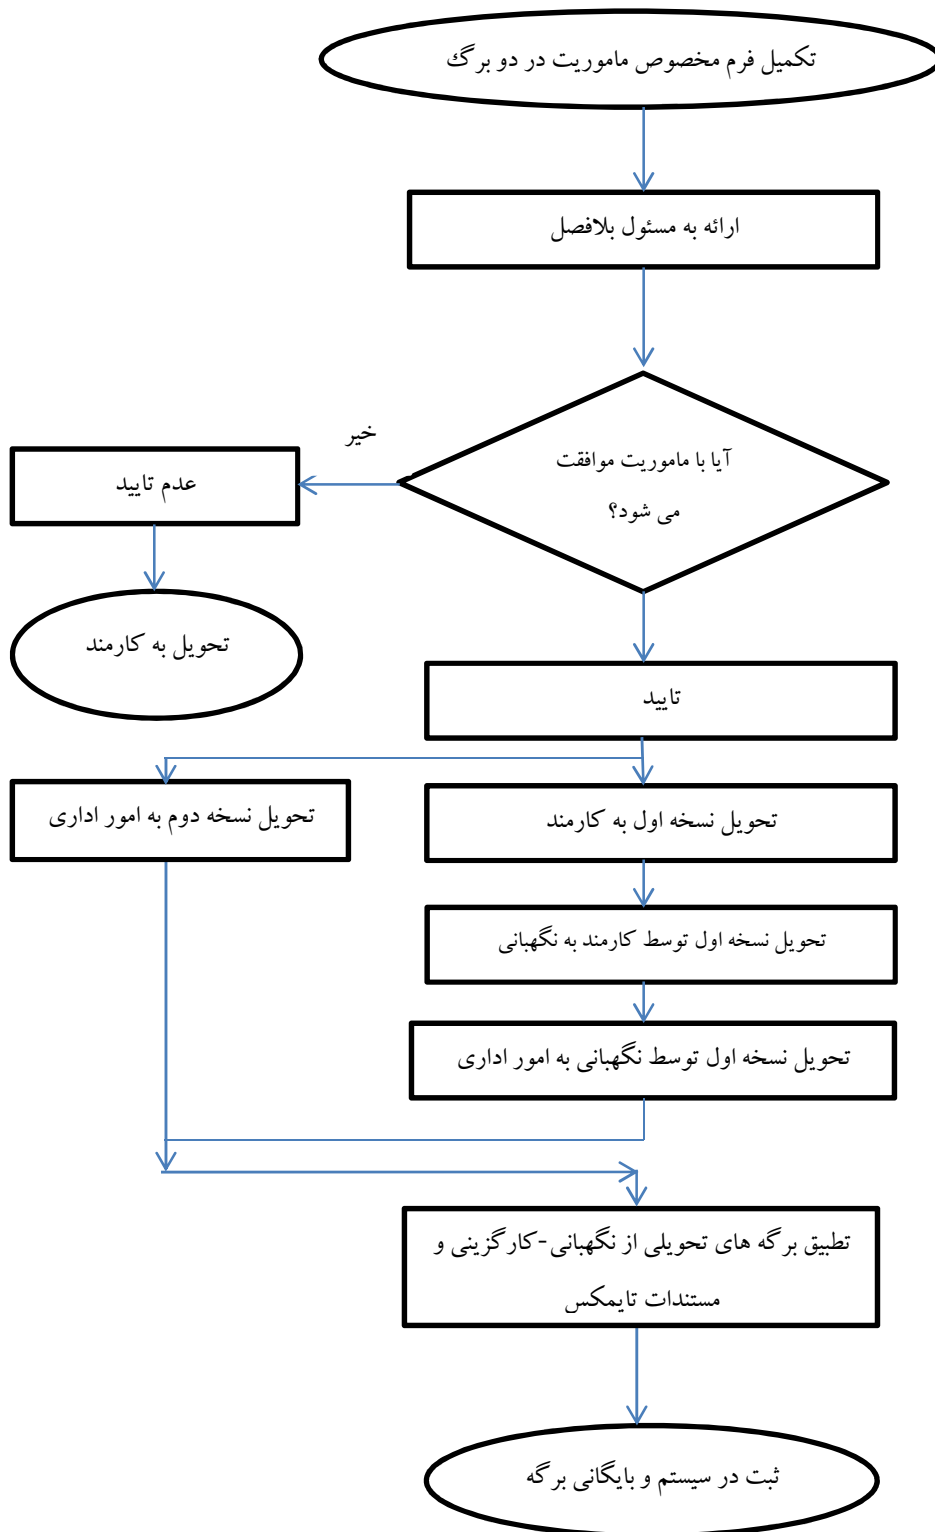 تکمیل فرم مخصوص ماموریت در دو برگ
ارائه به مسئول بلافصل
آیا با ماموریت موافقت
می شود؟
خیر
عدم تایید
تحویل به کارمند
تایید
تحویل نسخه اول به کارمند
تحویل نسخه دوم به امور اداری
تحویل نسخه اول توسط کارمند به نگهبانی
تحویل نسخه اول توسط نگهبانی به امور اداری
تطبیق برگه های تحویلی از نگهبانی-کارگزینی و
مستندات تایمکس
ثبت در سیستم و بایگانی برگه